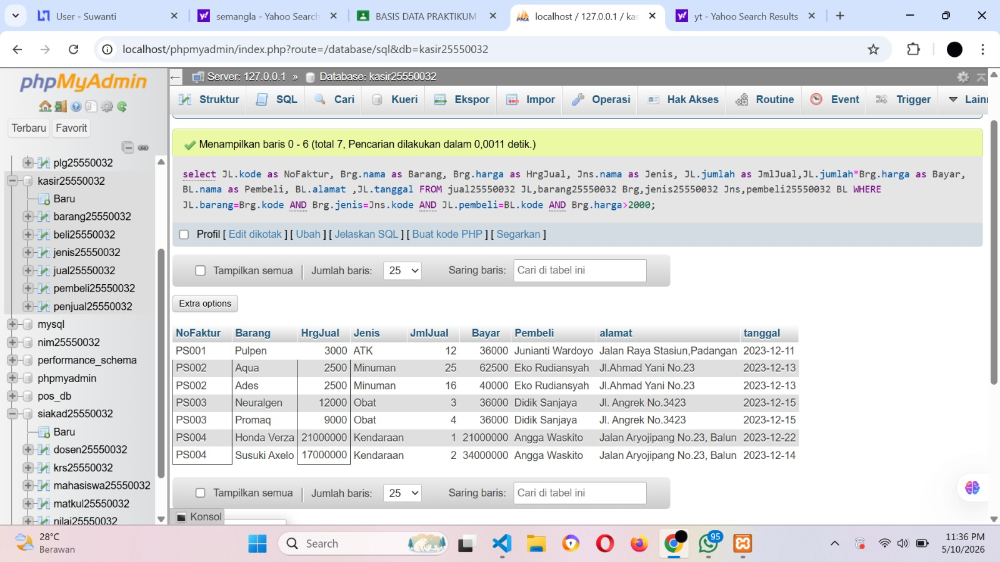 User - Suwanti
semangla - Yahoo Search
BASIS DATA PRAKTIKUM
localhost / 127.0.0.1 / kas
yt - Yahoo Search Results
localhost/phpmyadmin/index.php?route=/database/sql&db=kasir25550032
phpMyAdmin
Terbaru Favorit
plg25550032
kasir25550032
Baru
barang25550032
beli25550032
jenis25550032
jual25550032
pembeli25550032
penjual25550032
mysql
nim25550032
performance_schema
phpmyadmin
pos_db
siakad25550032
Baru
dosen25550032
krs25550032
mahasiswa25550032
matkul25550032
nilai25550032
Server: 127.0.0.1 » Database: kasir25550032
Struktur SQL Cari Kueri Ekspor Impor Operasi Hak Akses Routine Event Trigger Lainn
Menampilkan baris 0 - 6 (total 7, Pencarian dilakukan dalam 0,0011 detik.)
select JL.kode as NoFaktur, Brg.nama as Barang, Brg.harga as HrgJual, Jns.nama as Jenis, JL.jumlah as JmlJual,JL.jumlah*Brg.harga as Bayar,
BL.nama as Pembeli, BL.alamat ,JL.tanggal FROM jual25550032 JL,barang25550032 Brg,jenis25550032 Jns,pembeli25550032 BL WHERE
JL.barang=Brg.kode AND Brg.jenis=Jns.kode AND JL.pembeli=BL.kode AND Brg.harga>2000;
Profil [ Edit dikotak ] [ Ubah ] [ Jelaskan SQL ] [ Buat kode PHP ] [ Segarkan ]
Tampilkan semua Jumlah baris: 25 Saring baris: Cari di tabel ini
Extra options
NoFaktur Barang HrgJual Jenis JmlJual Bayar Pembeli alamat tanggal
PS001 Pulpen 3000 ATK 12 36000 Junianti Wardoyo Jalan Raya Stasiun,Padangan 2023-12-11
PS002 Aqua 2500 Minuman 25 62500 Eko Rudiansyah Jl.Ahmad Yani No.23 2023-12-13
PS002 Ades 2500 Minuman 16 40000 Eko Rudiansyah Jl.Ahmad Yani No.23 2023-12-13
PS003 Neuralgen 12000 Obat 3 36000 Didik Sanjaya Jl. Angrek No.3423 2023-12-15
PS003 Promaq 9000 Obat 4 36000 Didik Sanjaya Jl. Angrek No.3423 2023-12-15
PS004 Honda Verza 21000000 Kendaraan 1 21000000 Angga Waskito Jalan Aryojipang No.23, Balun 2023-12-22
PS004 Susuki Axelo 17000000 Kendaraan 2 34000000 Angga Waskito Jalan Aryojipang No.23, Balun 2023-12-14
Tampilkan semua Jumlah baris: 25 Saring baris: Cari di tabel ini
Konsol
28°C
Berawan
Search
95
11:36 PM
5/10/2026